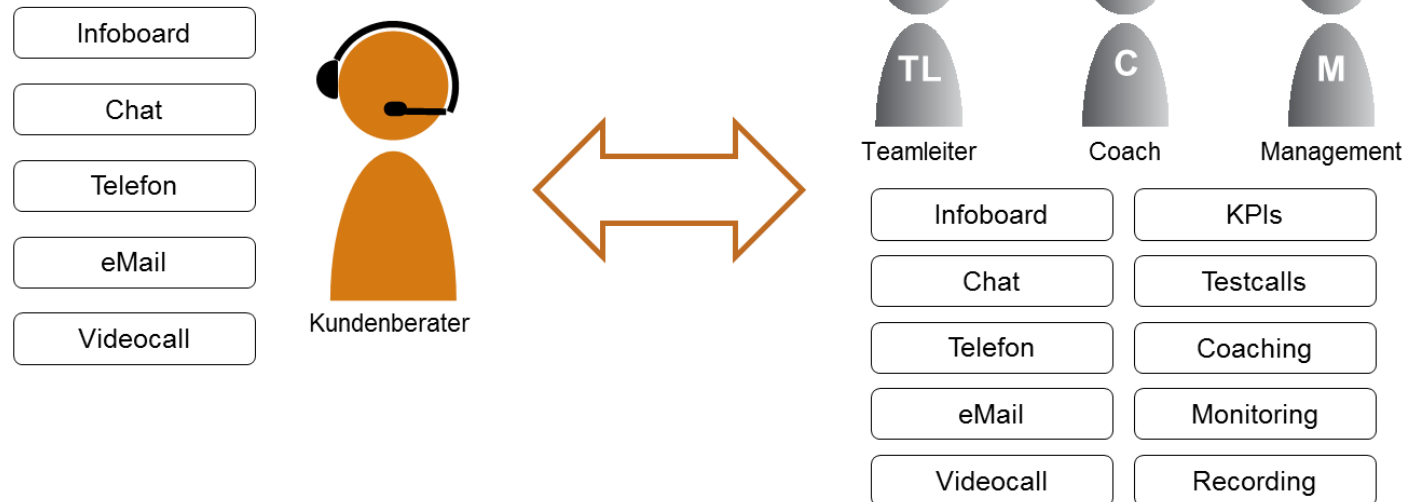 Infoboard
Chat
Telefon
eMail
Videocall
Kundenberater
TL
C
M
Teamleiter
Coach
Management
Infoboard
KPIs
Chat
Testcalls
Telefon
Coaching
eMail
Monitoring
Videocall
Recording